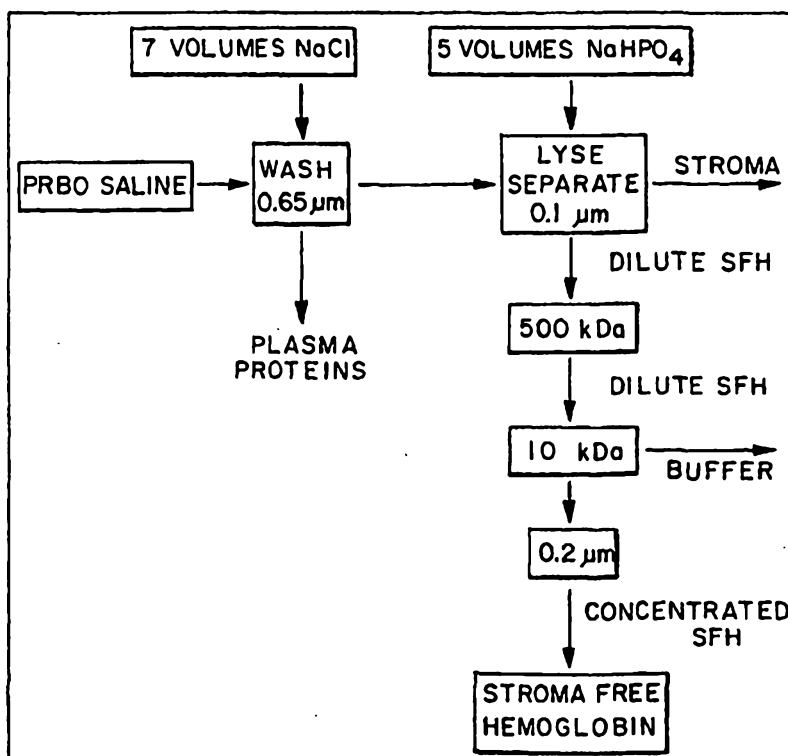 7 VOLUMES NaCl
5 VOLUMES NaHPO4
PRBO SALINE
WASH
0.65 µm
LYSE
SEPARATE
0.1 µm
STROMA
PLASMA
PROTEINS
DILUTE SFH
500 kDa
DILUTE SFH
10 kDa
BUFFER
0.2 µm
CONCENTRATED
SFH
STROMA FREE
HEMOGLOBIN